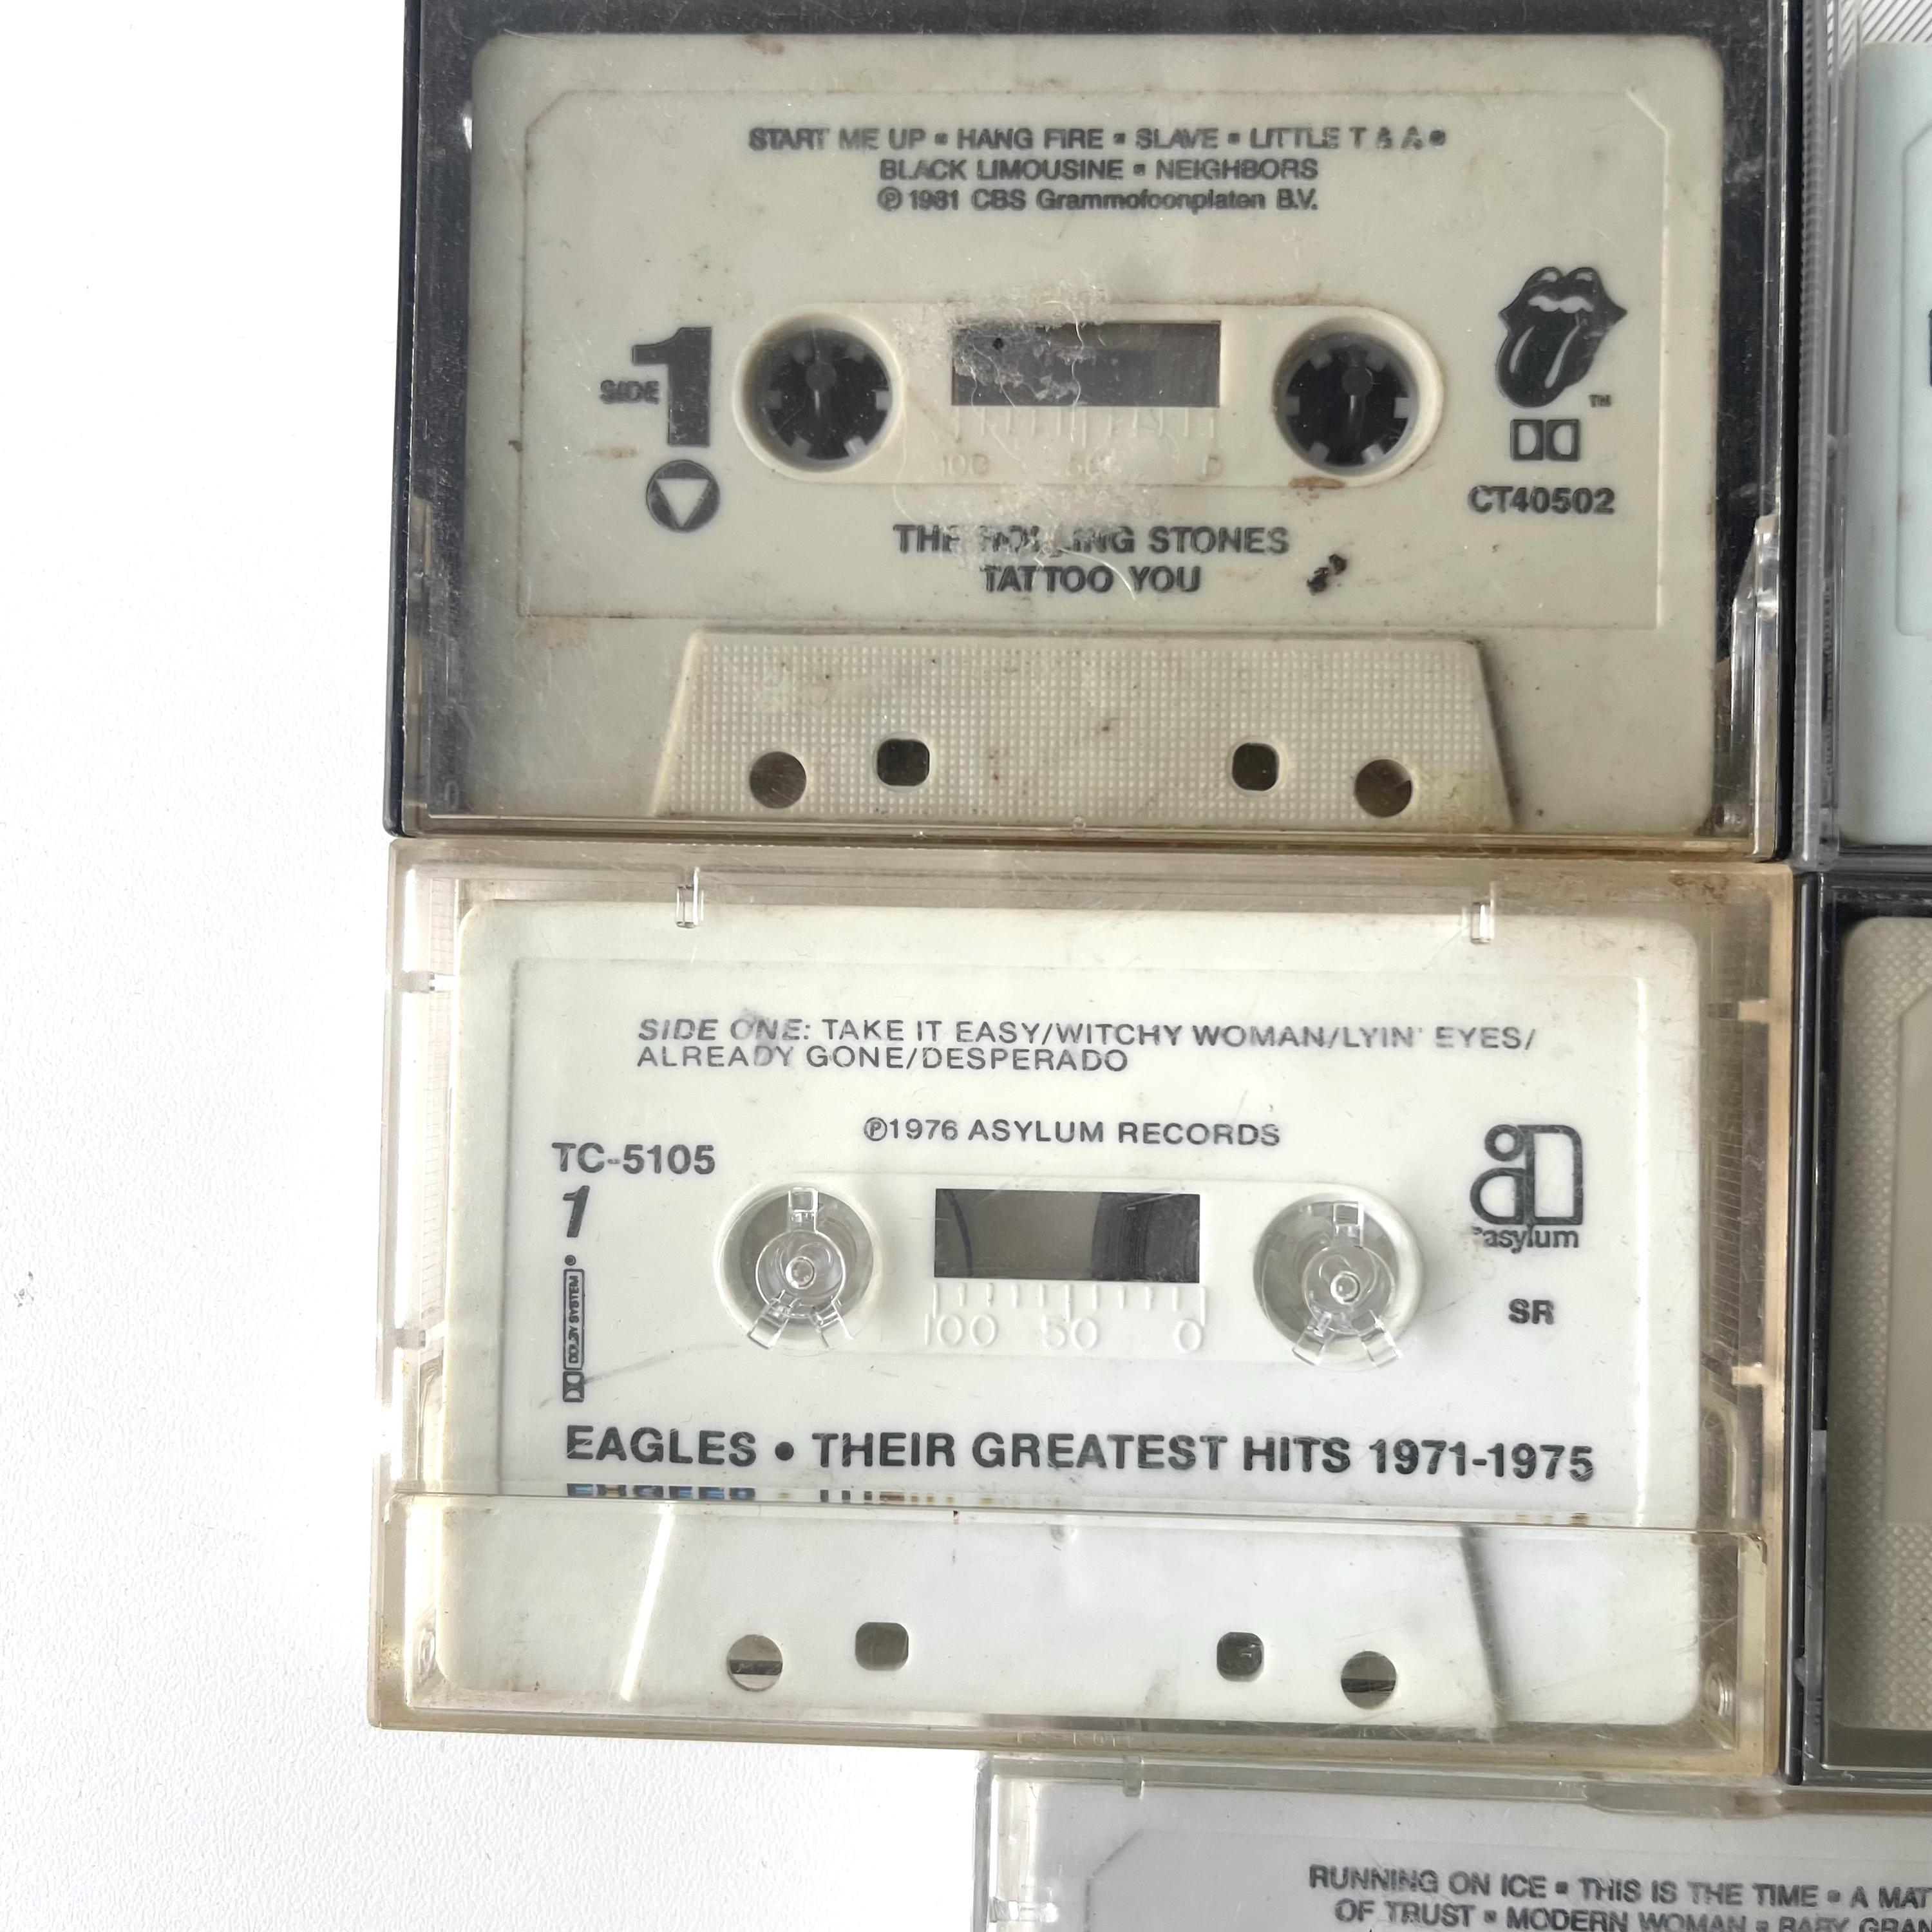 START ME UP ▪ HANG FIRE ▪ SLAVE ▪ LITTLE T & A ▪
BLACK LIMOUSINE ▪ NEIGHBORS
℗ 1981 CBS Grammofoonplaten B.V.
SIDE 1
TM
100 50 0
CT40502
THE ROLLING STONES
TATTOO YOU
SIDE ONE: TAKE IT EASY/WITCHY WOMAN/LYIN' EYES/
ALREADY GONE/DESPERADO
℗1976 ASYLUM RECORDS
TC-5105
1
asylum
DOLBY SYSTEM
SR
100 50 0
EAGLES • THEIR GREATEST HITS 1971-1975
RUNNING ON ICE ▪ THIS IS THE TIME ▪ A MAT
OF TRUST ▪ MODERN WOMAN ▪ BABY GRAN